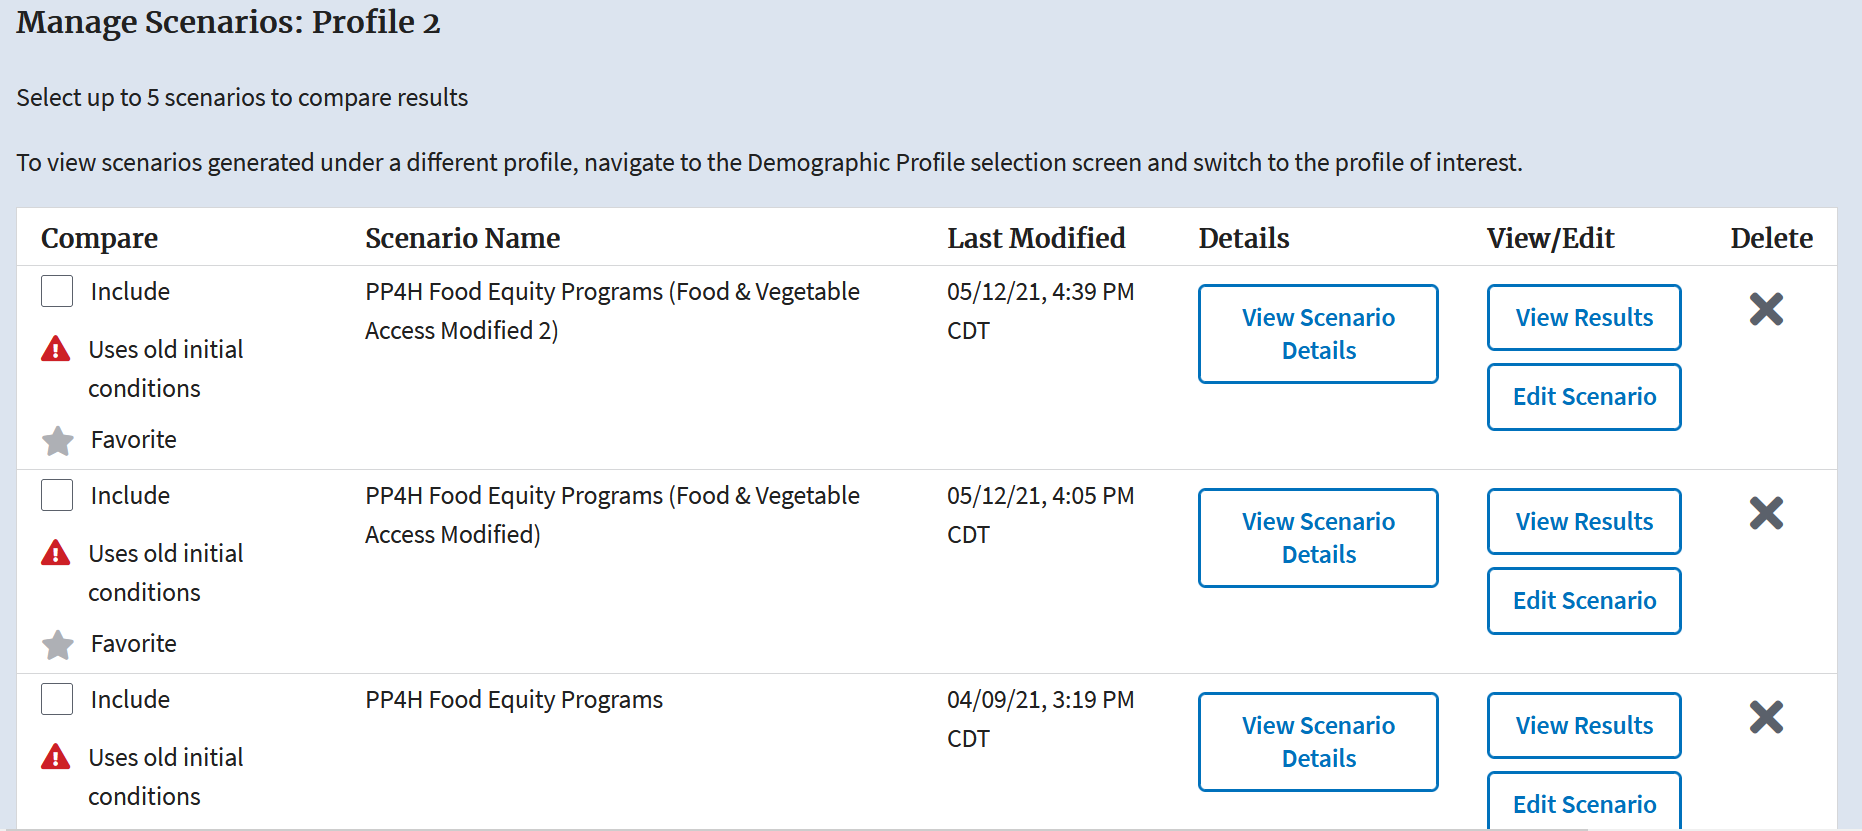 Manage Scenarios: Profile 2
Select up to 5 scenarios to compare results
To view scenarios generated under a different profile, navigate to the Demographic Profile selection screen and switch to the profile of interest.
Compare Scenario Name Last Modified Details View/Edit Delete
Include PP4H Food Equity Programs (Food & Vegetable 05/12/21, 4:39 PM
Access Modified 2) CDT
View Scenario
Details
View Results
Uses old initial
conditions
Edit Scenario
Favorite
Include PP4H Food Equity Programs (Food & Vegetable 05/12/21, 4:05 PM
Access Modified) CDT
View Scenario
Details
View Results
Uses old initial
conditions
Edit Scenario
Favorite
Include PP4H Food Equity Programs 04/09/21, 3:19 PM
CDT
View Scenario
Details
View Results
Uses old initial
conditions
Edit Scenario